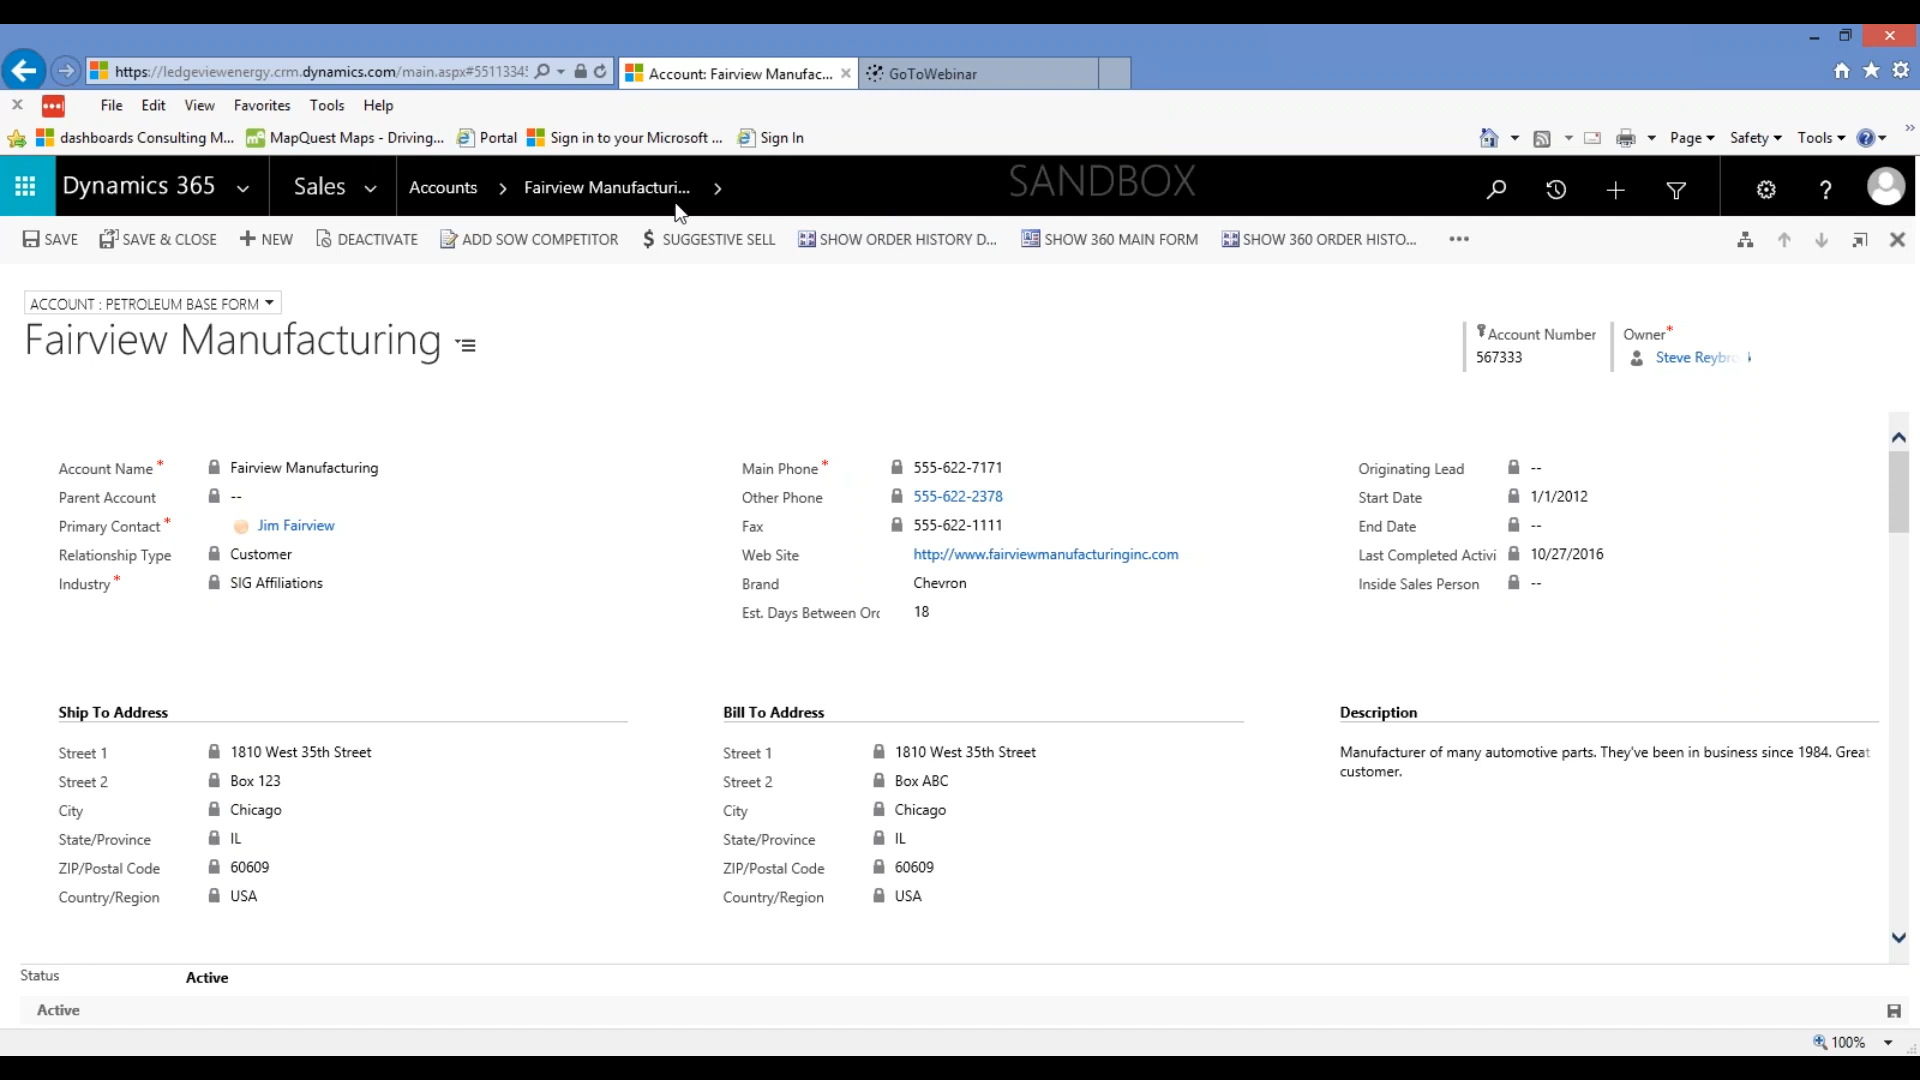 https://ledgeviewenergy.crm.dynamics.com/main.aspx#55113345
Account: Fairview Manufac...
GoToWebinar
File Edit View Favorites Tools Help
dashboards Consulting M... MapQuest Maps - Driving... Portal Sign in to your Microsoft ... Sign In
Page Safety Tools
Dynamics 365 Sales Accounts > Fairview Manufacturi... > SANDBOX
SAVE SAVE & CLOSE NEW DEACTIVATE ADD SOW COMPETITOR SUGGESTIVE SELL SHOW ORDER HISTORY D... SHOW 360 MAIN FORM SHOW 360 ORDER HISTO... •••
ACCOUNT : PETROLEUM BASE FORM
Fairview Manufacturing
Account Number
567333
Owner*
Steve
Account Name* Fairview Manufacturing
Parent Account --
Primary Contact* Jim Fairview
Relationship Type Customer
Industry* SIG Affiliations
Main Phone* 555-622-7171
Other Phone 555-622-2378
Fax 555-622-1111
Web Site http://www.fairviewmanufacturinginc.com
Brand Chevron
Est. Days Between Orc 18
Originating Lead --
Start Date 1/1/2012
End Date --
Last Completed Activi 10/27/2016
Inside Sales Person --
Ship To Address
Street 1 1810 West 35th Street
Street 2 Box 123
City Chicago
State/Province IL
ZIP/Postal Code 60609
Country/Region USA
Bill To Address
Street 1 1810 West 35th Street
Street 2 Box ABC
City Chicago
State/Province IL
ZIP/Postal Code 60609
Country/Region USA
Description
Manufacturer of many automotive parts. They've been in business since 1984. Great
customer.
Status Active
Active
100%